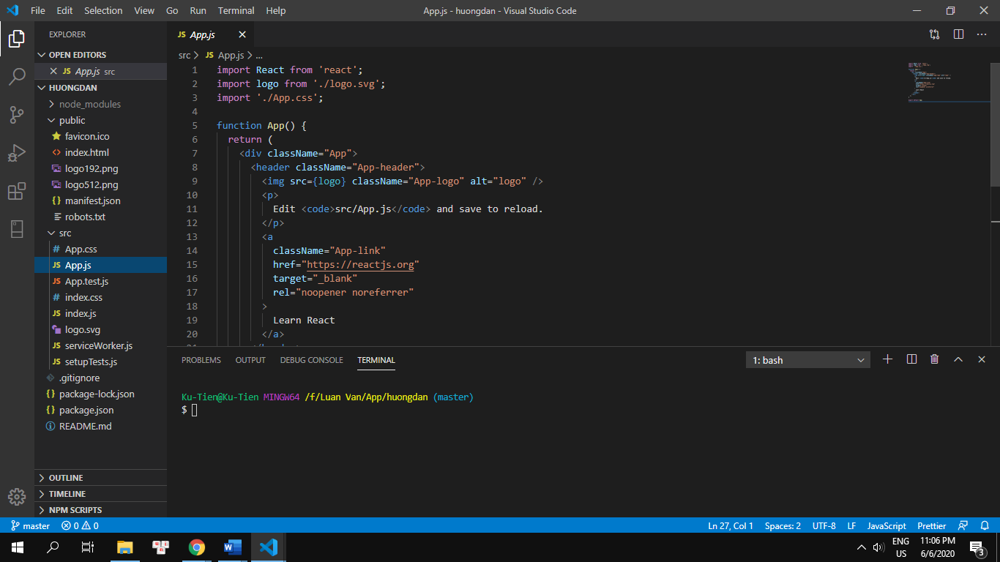 File Edit Selection View Go Run Terminal Help App.js - huongdan - Visual Studio Code
EXPLORER
OPEN EDITORS
JS App.js src
HUONGDAN
node_modules
public
favicon.ico
index.html
logo192.png
logo512.png
manifest.json
robots.txt
src
App.css
App.js
App.test.js
index.css
index.js
logo.svg
serviceWorker.js
setupTests.js
.gitignore
package-lock.json
package.json
README.md
OUTLINE
TIMELINE
NPM SCRIPTS
JS App.js
src > JS App.js > ...
1 import React from 'react';
2 import logo from './logo.svg';
3 import './App.css';
4
5 function App() {
6 return (
7 <div className="App">
8 <header className="App-header">
9 <img src={logo} className="App-logo" alt="logo" />
10 <p>
11 Edit <code>src/App.js</code> and save to reload.
12 </p>
13 <a
14 className="App-link"
15 href="https://reactjs.org"
16 target="_blank"
17 rel="noopener noreferrer"
18 >
19 Learn React
20 </a>
PROBLEMS OUTPUT DEBUG CONSOLE TERMINAL 1: bash
Ku-Tien@Ku-Tien MINGW64 /f/Luan Van/App/huongdan (master)
$
master 0 0 Ln 27, Col 1 Spaces: 2 UTF-8 LF JavaScript Prettier
ENG 11:06 PM
US 6/6/2020 3